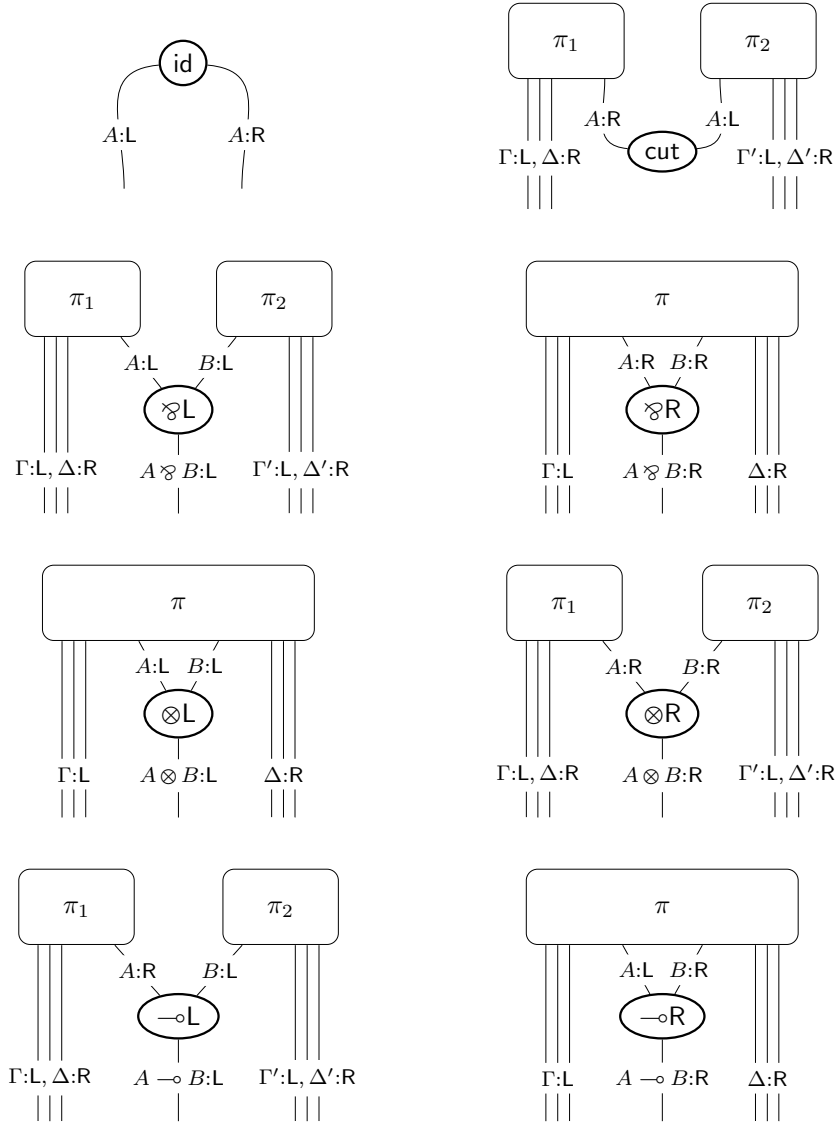 id
A:L A:R
π₁ π₂
A:R A:L
cut
Γ:L, Δ:R Γ′:L, Δ′:R
π₁ π₂
A:L B:L
⅋L
Γ:L, Δ:R A ⅋ B:L Γ′:L, Δ′:R
π
A:R B:R
⅋R
Γ:L A ⅋ B:R Δ:R
π
A:L B:L
⊗L
Γ:L A ⊗ B:L Δ:R
π₁ π₂
A:R B:R
⊗R
Γ:L, Δ:R A ⊗ B:R Γ′:L, Δ′:R
π₁ π₂
A:R B:L
⊸L
Γ:L, Δ:R A ⊸ B:L Γ′:L, Δ′:R
π
A:L B:R
⊸R
Γ:L A ⊸ B:R Δ:R